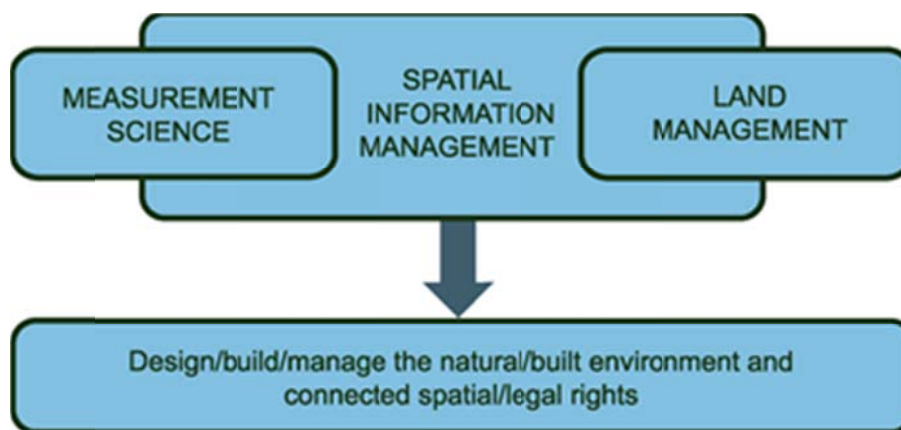 MEASUREMENT
SCIENCE
SPATIAL
INFORMATION
MANAGEMENT
LAND
MANAGEMENT
Design/build/manage the natural/built environment and
connected spatial/legal rights